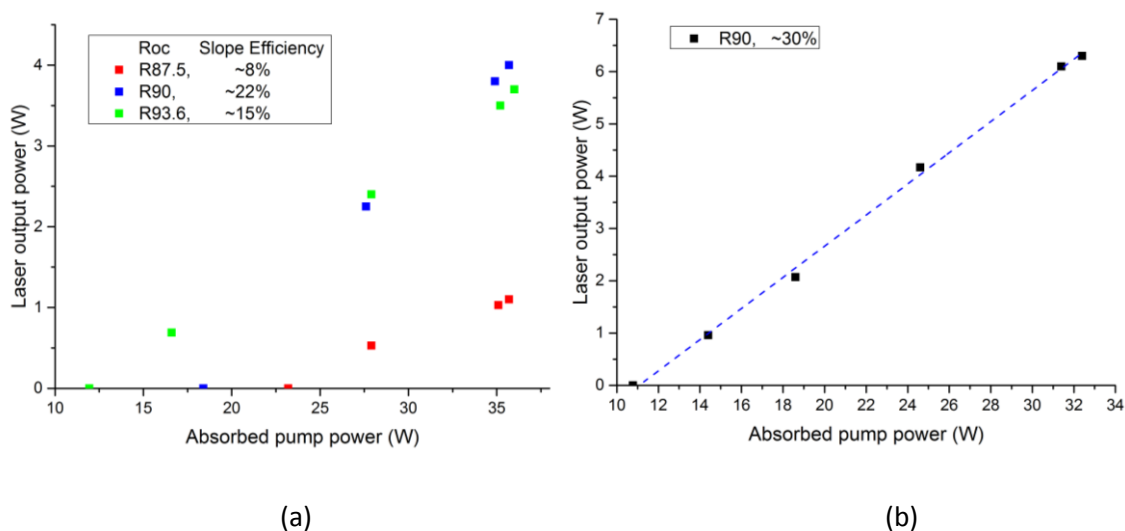 (a)
Roc Slope Efficiency
R87.5, ~8%
R90, ~22%
R93.6, ~15%
Laser output power (W)
4
3
2
1
0
10 15 20 25 30 35
Absorbed pump power (W)
(b)
R90, ~30%
Laser output power (W)
7
6
5
4
3
2
1
0
10 12 14 16 18 20 22 24 26 28 30 32 34
Absorbed pump power (W)
(a) (b)